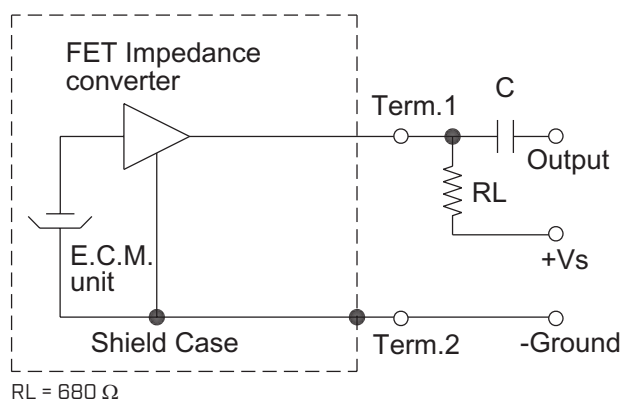 FET Impedance
converter
Term.1
C
Output
RL
+Vs
E.C.M.
unit
Shield Case
Term.2
-Ground
RL = 680 Ω